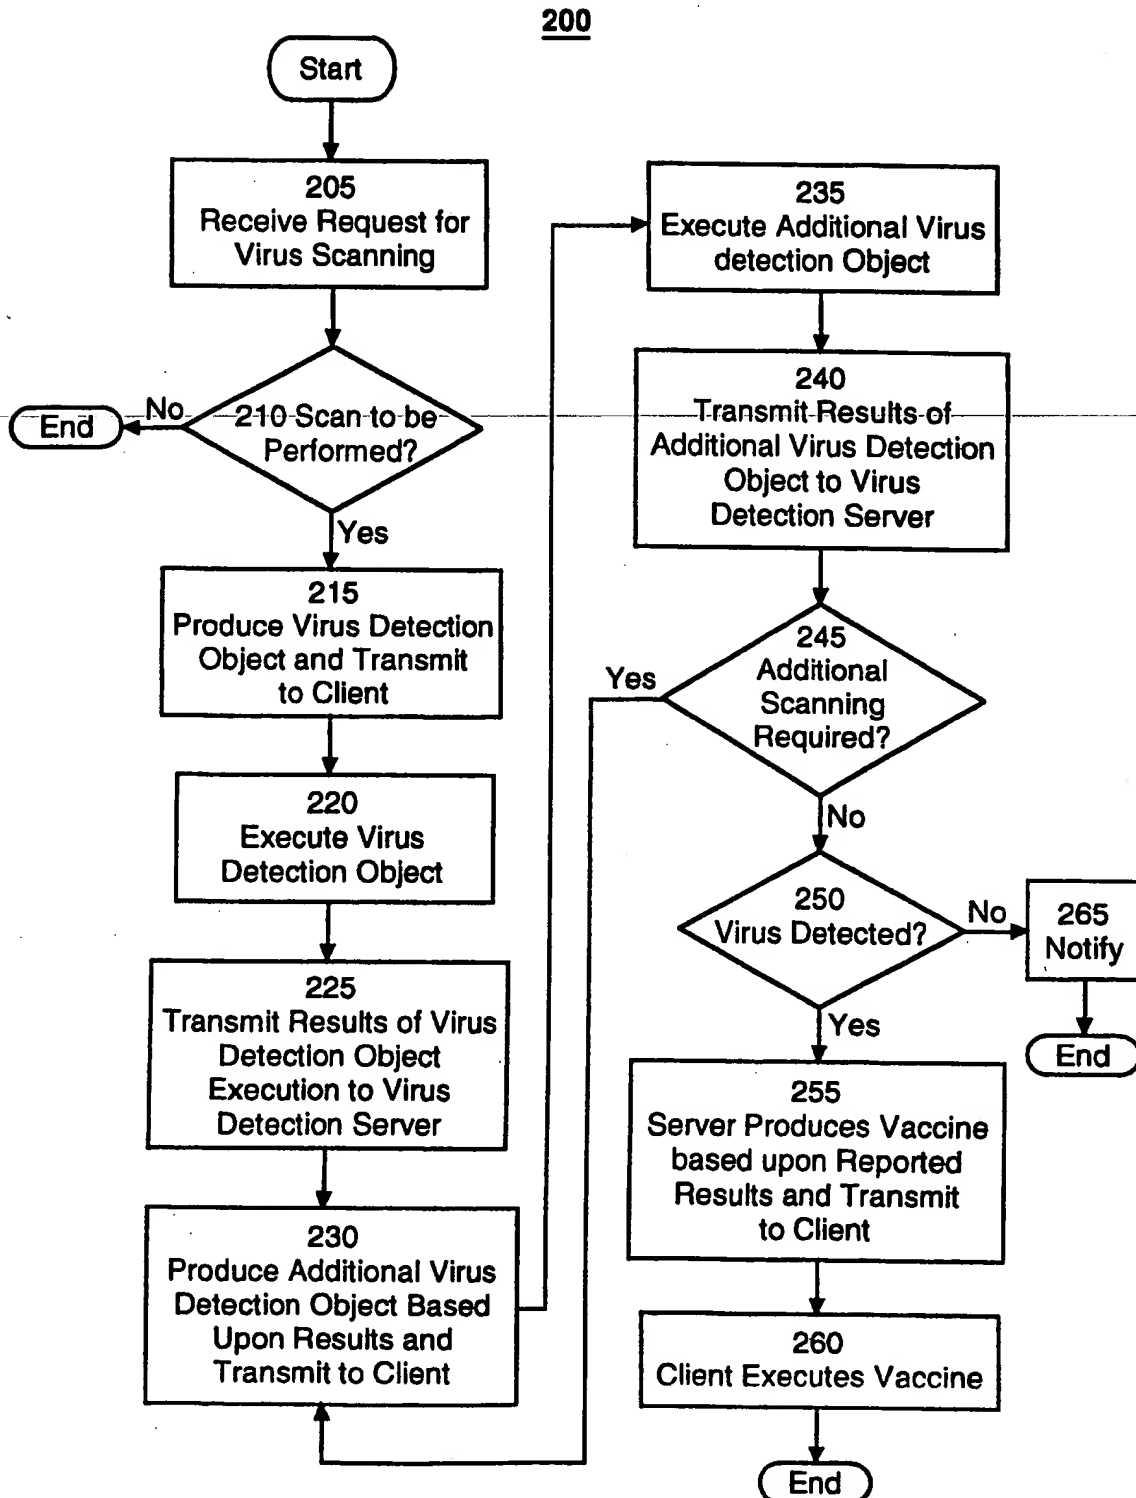 200
Start
205
Receive Request for
Virus Scanning
210 Scan to be
Performed?
No
End
Yes
215
Produce Virus Detection
Object and Transmit
to Client
220
Execute Virus
Detection Object
225
Transmit Results of Virus
Detection Object
Execution to Virus
Detection Server
230
Produce Additional Virus
Detection Object Based
Upon Results and
Transmit to Client
235
Execute Additional Virus
detection Object
240
Transmit Results of
Additional Virus Detection
Object to Virus
Detection Server
245
Additional
Scanning
Required?
Yes
No
250
Virus Detected?
No
265
Notify
End
Yes
255
Server Produces Vaccine
based upon Reported
Results and Transmit
to Client
260
Client Executes Vaccine
End